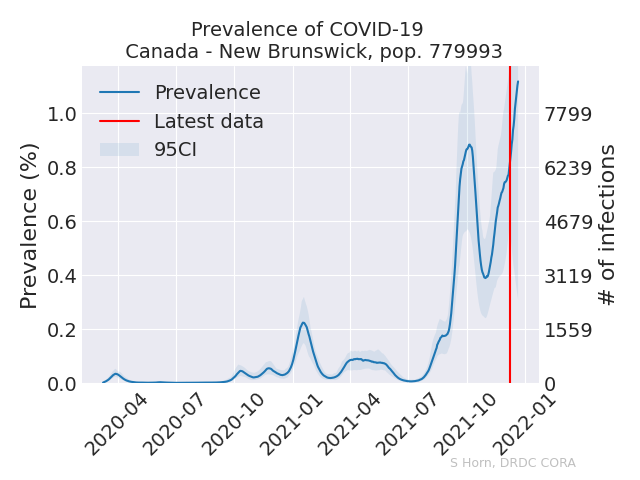 Prevalence of COVID-19
Canada - New Brunswick, pop. 779993
Prevalence
Latest data
95CI
Prevalence (%)
1.0
0.8
0.6
0.4
0.2
0.0
7799
6239
4679
3119
1559
0
# of infections
2020-04
2020-07
2020-10
2021-01
2021-04
2021-07
2021-10
2022-01
S Horn, DRDC CORA